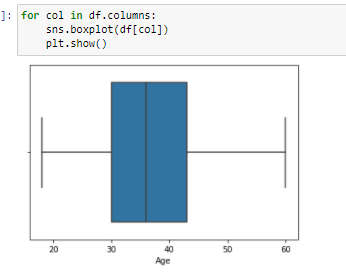 ]: for col in df.columns:
sns.boxplot(df[col])
plt.show()
20 30 40 50 60
Age